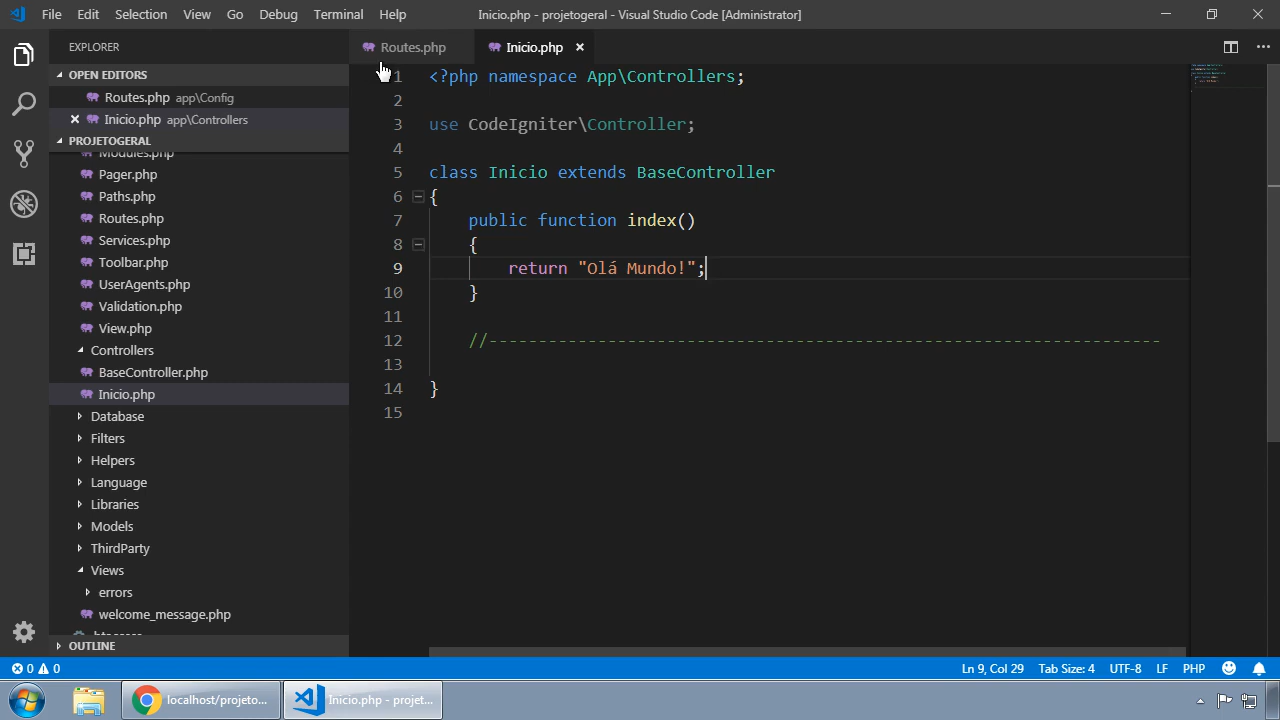 File Edit Selection View Go Debug Terminal Help
Inicio.php - projetogeral - Visual Studio Code [Administrator]
EXPLORER
OPEN EDITORS
Routes.php app\Config
Inicio.php app\Controllers
PROJETOGERAL
Modules.php
Pager.php
Paths.php
Routes.php
Services.php
Toolbar.php
UserAgents.php
Validation.php
View.php
Controllers
BaseController.php
Inicio.php
Database
Filters
Helpers
Language
Libraries
Models
ThirdParty
Views
errors
welcome_message.php
.htaccess
OUTLINE
Routes.php
Inicio.php
1 <?php namespace App\Controllers;
2
3 use CodeIgniter\Controller;
4
5 class Inicio extends BaseController
6 {
7 public function index()
8 {
9 return "Olá Mundo!";
10 }
11
12 //--------------------------------------------------------------------
13
14 }
15
0 0
Ln 9, Col 29 Tab Size: 4 UTF-8 LF PHP
localhost/projeto...
Inicio.php - projet...